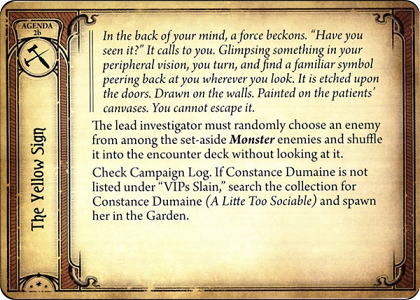 AGENDA
2b
The Yellow Sign
In the back of your mind, a force beckons. “Have you
seen it?” It calls to you. Glimpsing something in your
peripheral vision, you turn, and find a familiar symbol
peering back at you wherever you look. It is etched upon
the doors. Drawn on the walls. Painted on the patients’
canvases. You cannot escape it.
The lead investigator must randomly choose an enemy
from among the set-aside Monster enemies and shuffle
it into the encounter deck without looking at it.
Check Campaign Log. If Constance Dumaine is not
listed under “VIPs Slain,” search the collection for
Constance Dumaine (A Litte Too Sociable) and spawn
her in the Garden.